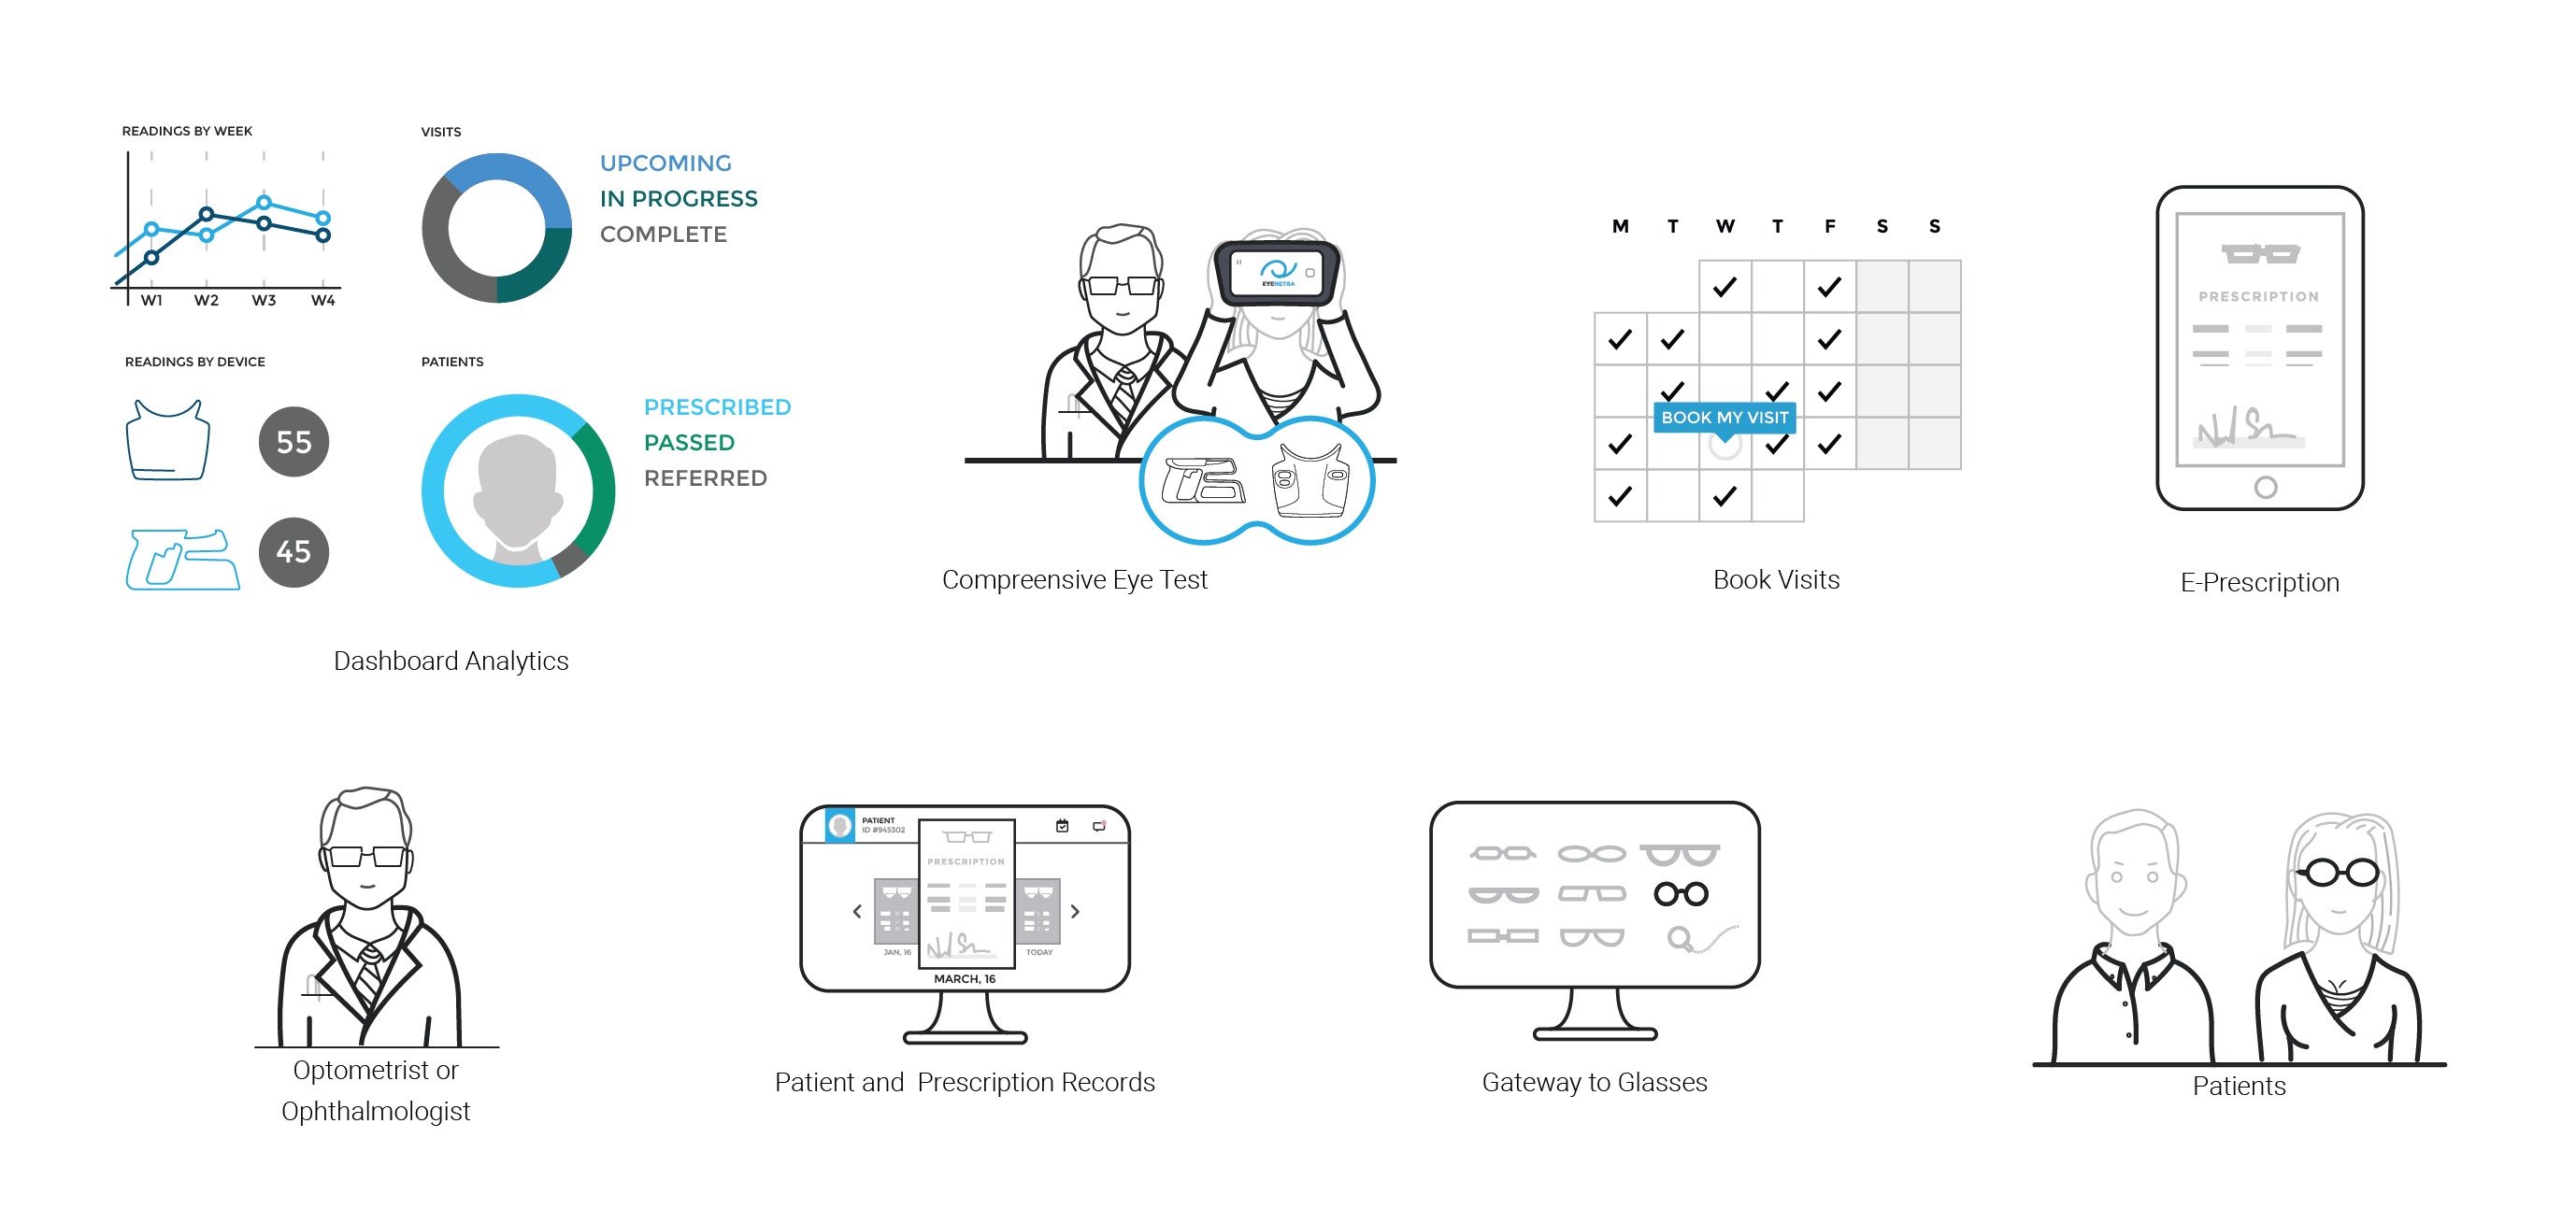 READINGS BY WEEK
W1 W2 W3 W4
VISITS
UPCOMING
IN PROGRESS
COMPLETE
READINGS BY DEVICE
55
45
PATIENTS
PRESCRIBED
PASSED
REFERRED
Dashboard Analytics
EYENETRA
Compreensive Eye Test
M T W T F S S
BOOK MY VISIT
Book Visits
PRESCRIPTION
E-Prescription
Optometrist or
Ophthalmologist
PATIENT
ID #945302
PRESCRIPTION
JAN, 16
TODAY
MARCH, 16
Patient and Prescription Records
Gateway to Glasses
Patients